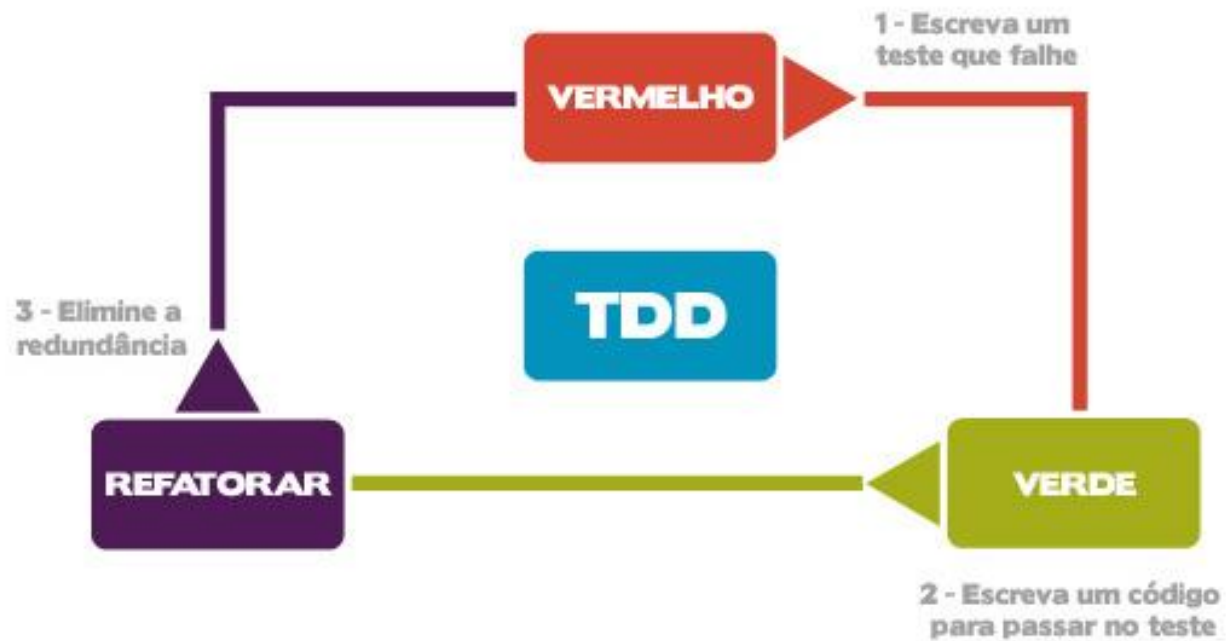 1 - Escreva um
teste que falhe
VERMELHO
TDD
3 - Elimine a
redundância
REFATORAR
VERDE
2 - Escreva um código
para passar no teste